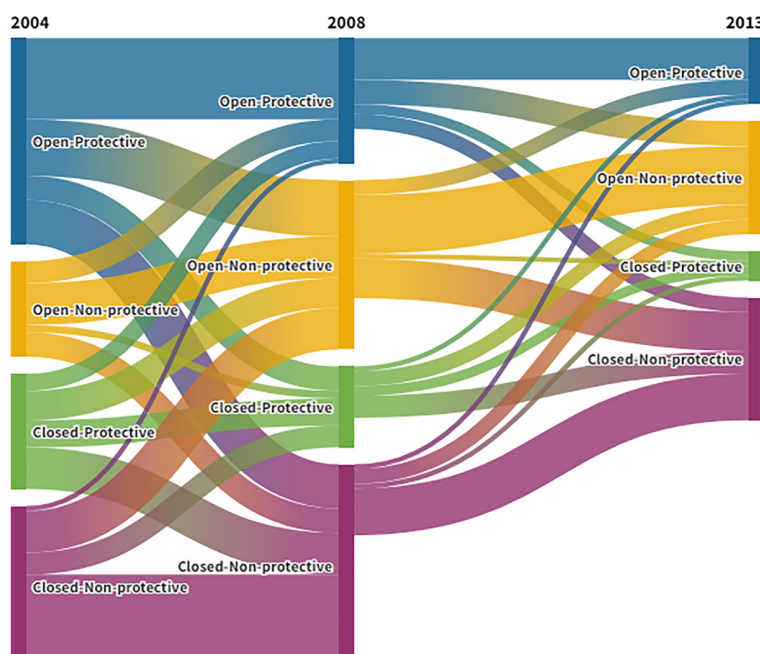 2004 2008 2013
Open-Protective
Open-Protective
Open-Protective
Open-Non-protective
Open-Non-protective
Closed-Protective
Open-Non-protective
Closed-Non-protective
Closed-Protective
Closed-Protective
Closed-Non-protective
Closed-Non-protective